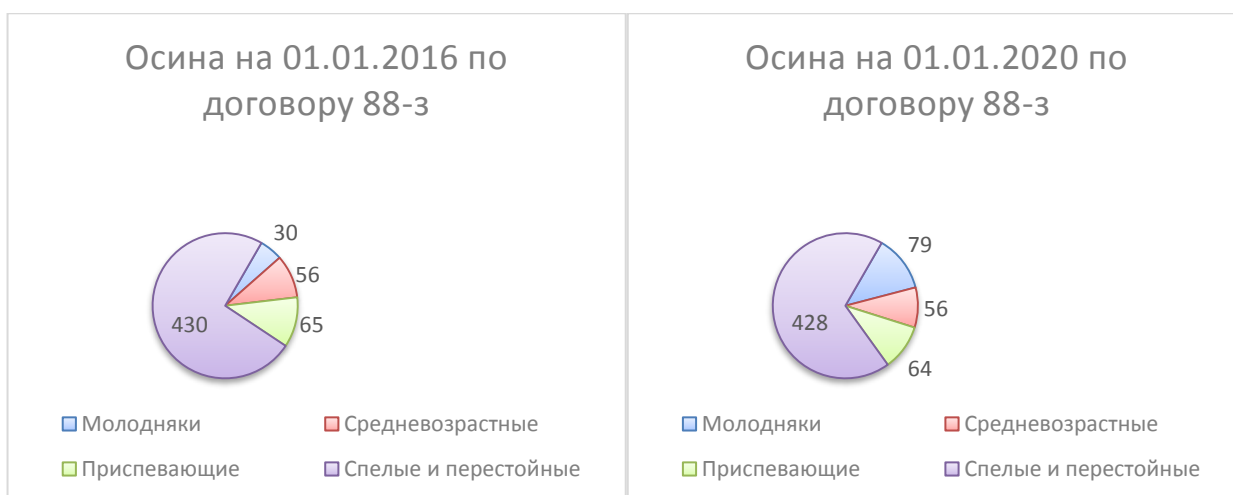 Осина на 01.01.2016 по
договору 88-з
30
56
65
430
Молодняки
Средневозрастные
Приспевающие
Спелые и перестойные
Осина на 01.01.2020 по
договору 88-з
79
56
64
428
Молодняки
Средневозрастные
Приспевающие
Спелые и перестойные